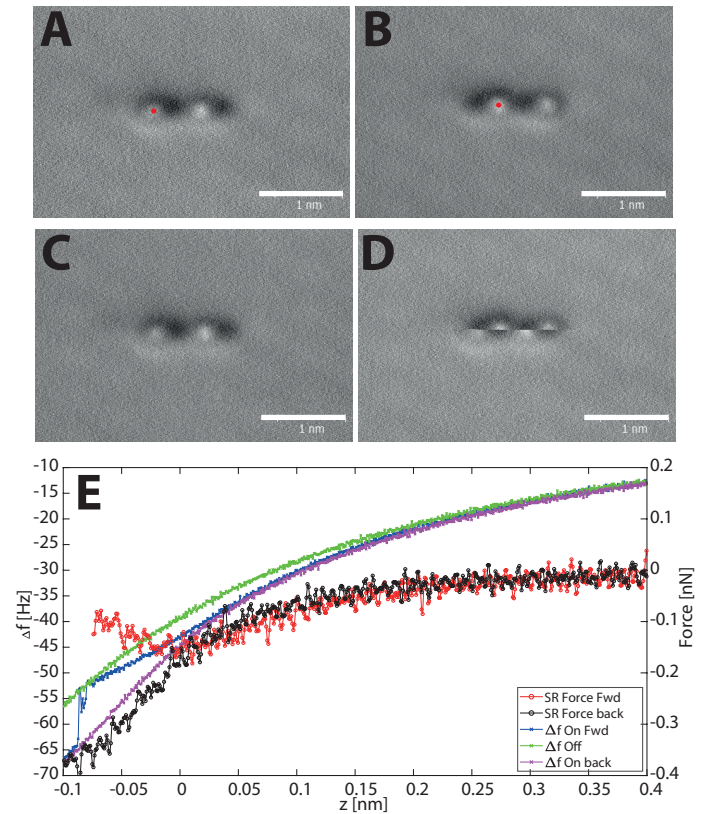 A
1 nm
B
1 nm
C
1 nm
D
1 nm
E
-10
-15
-20
-25
-30
-35
-40
-45
-50
-55
-60
-65
-70
Δf [Hz]
0.2
0.1
0
-0.1
-0.2
-0.3
-0.4
Force [nN]
SR Force Fwd
SR Force back
Δf On Fwd
Δf Off
Δf On back
-0.1 -0.05 0 0.05 0.1 0.15 0.2 0.25 0.3 0.35 0.4
z [nm]